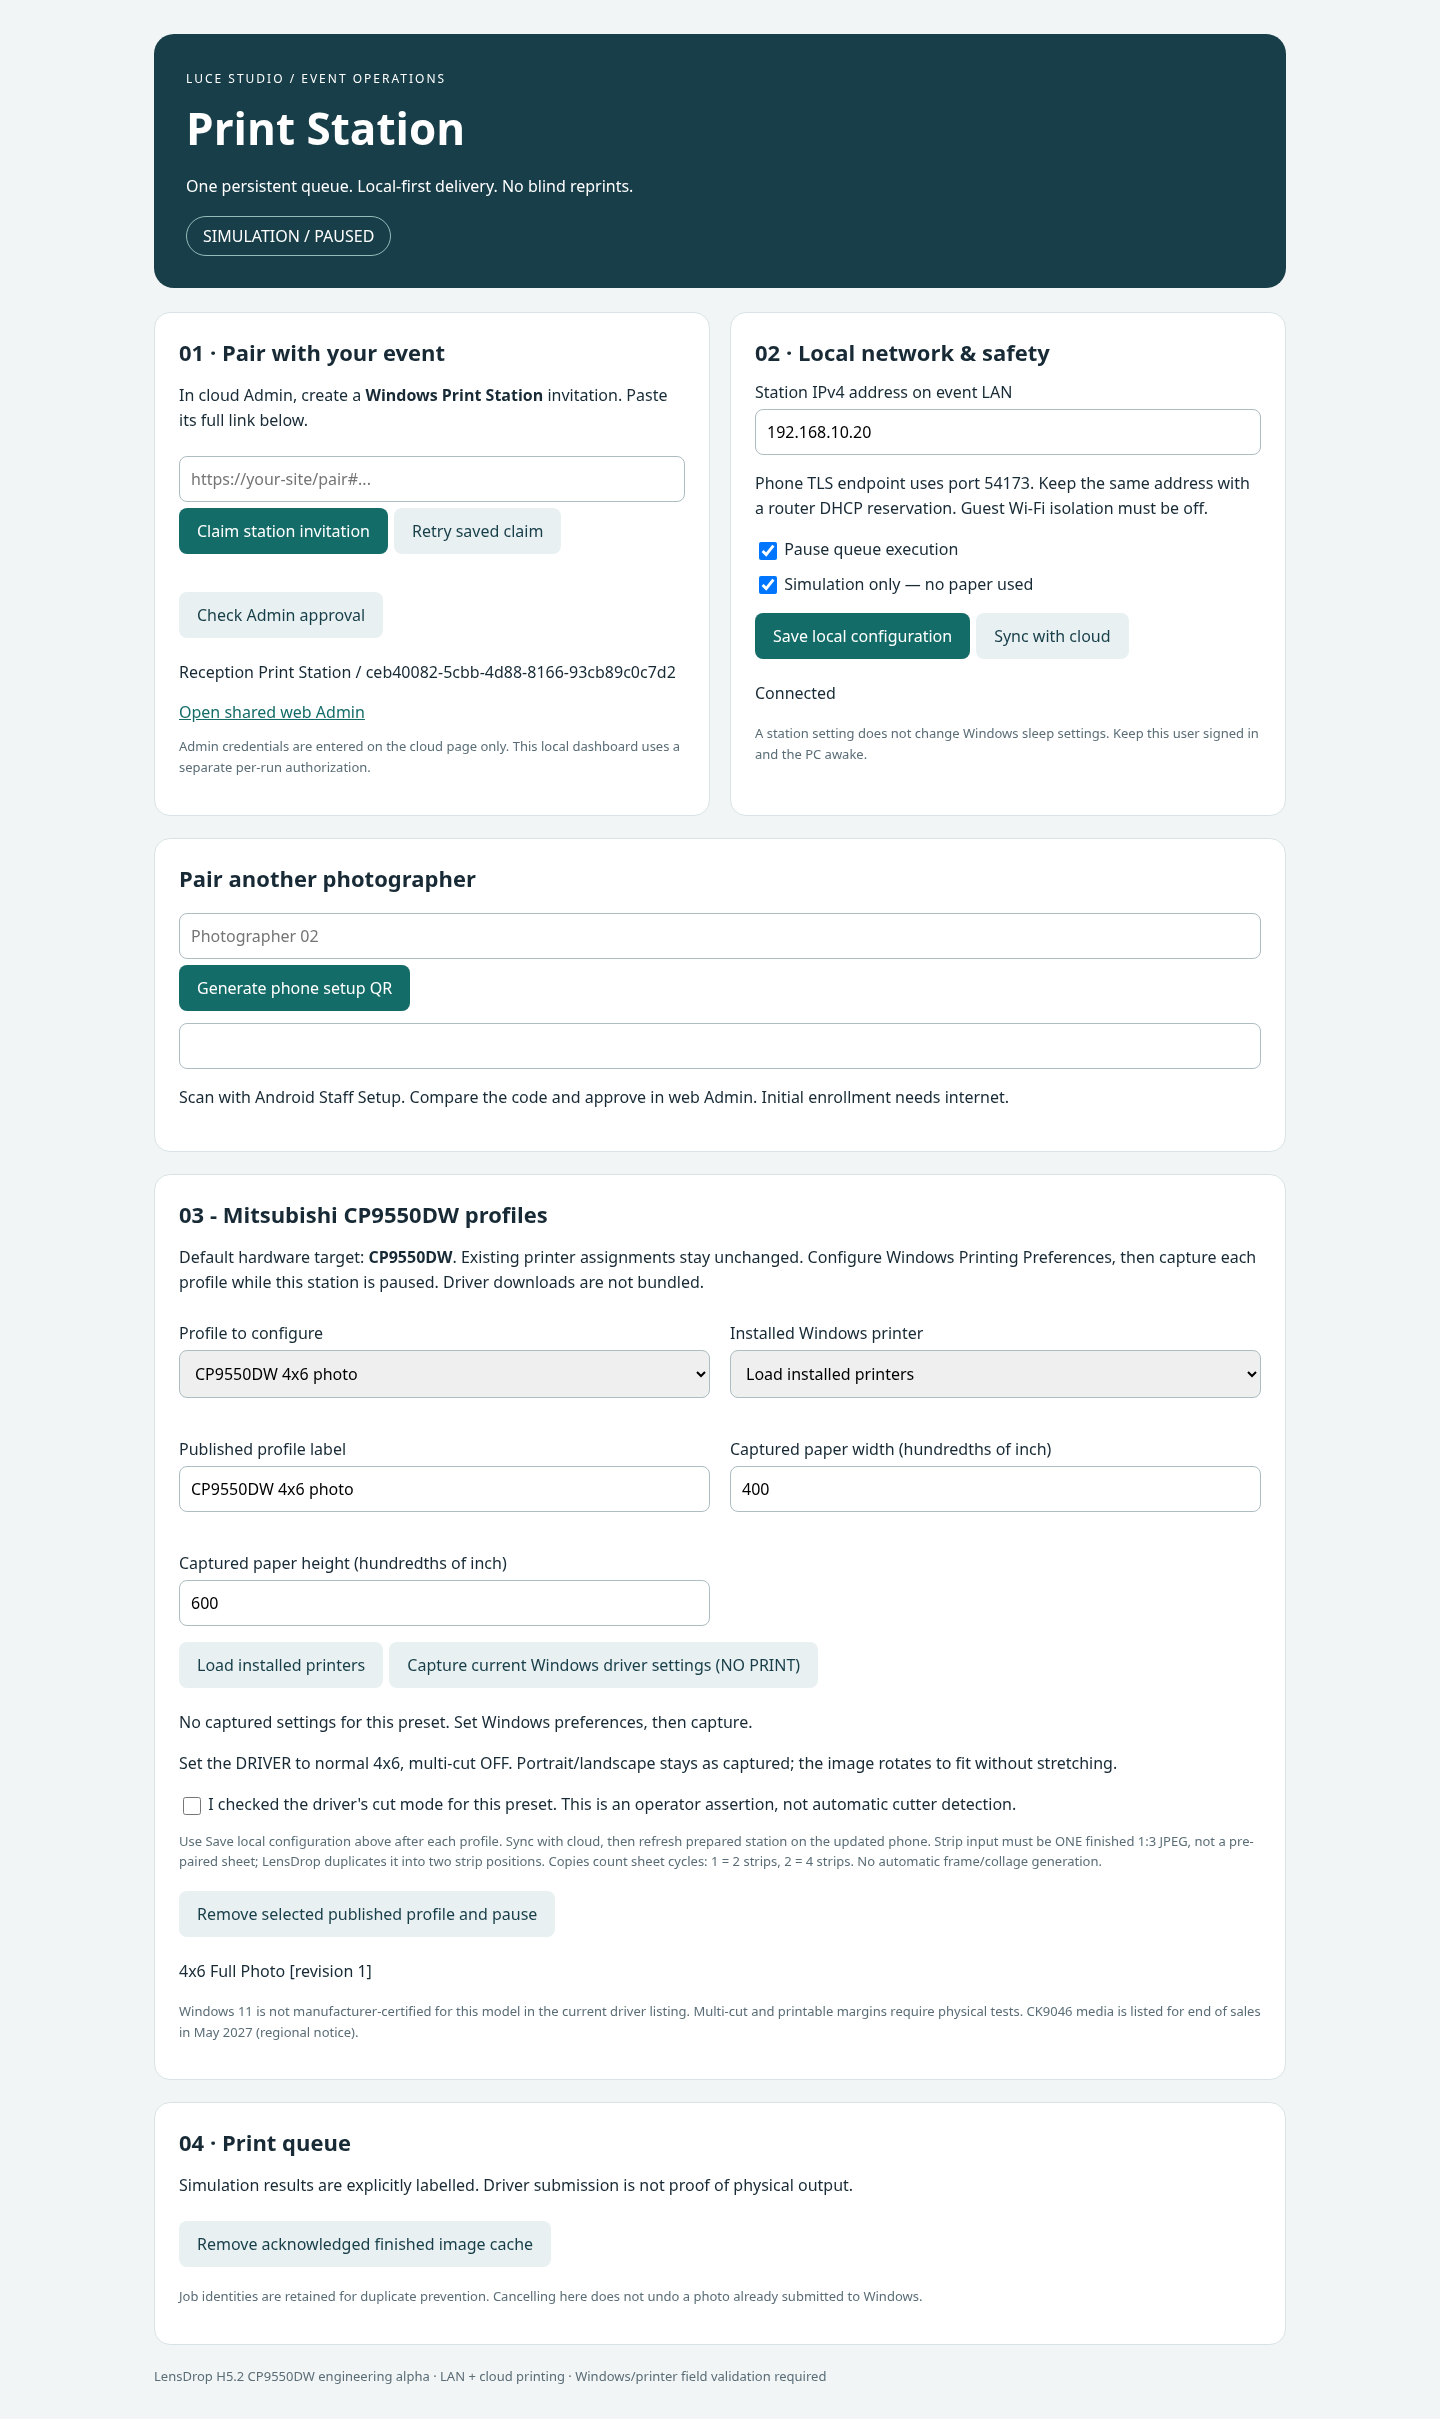 LUCE STUDIO / EVENT OPERATIONS
Print Station
One persistent queue. Local-first delivery. No blind reprints.
SIMULATION / PAUSED
01 · Pair with your event
In cloud Admin, create a Windows Print Station invitation. Paste
its full link below.
https://your-site/pair#...
Claim station invitation
Retry saved claim
Check Admin approval
Reception Print Station / ceb40082-5cbb-4d88-8166-93cb89c0c7d2
Open shared web Admin
Admin credentials are entered on the cloud page only. This local dashboard uses a
separate per-run authorization.
02 · Local network & safety
Station IPv4 address on event LAN
192.168.10.20
Phone TLS endpoint uses port 54173. Keep the same address with
a router DHCP reservation. Guest Wi-Fi isolation must be off.
Pause queue execution
Simulation only — no paper used
Save local configuration
Sync with cloud
Connected
A station setting does not change Windows sleep settings. Keep this user signed in
and the PC awake.
Pair another photographer
Photographer 02
Generate phone setup QR
Scan with Android Staff Setup. Compare the code and approve in web Admin. Initial enrollment needs internet.
03 - Mitsubishi CP9550DW profiles
Default hardware target: CP9550DW. Existing printer assignments stay unchanged. Configure Windows Printing Preferences, then capture each
profile while this station is paused. Driver downloads are not bundled.
Profile to configure
CP9550DW 4x6 photo
Installed Windows printer
Load installed printers
Published profile label
CP9550DW 4x6 photo
Captured paper width (hundredths of inch)
400
Captured paper height (hundredths of inch)
600
Load installed printers
Capture current Windows driver settings (NO PRINT)
No captured settings for this preset. Set Windows preferences, then capture.
Set the DRIVER to normal 4x6, multi-cut OFF. Portrait/landscape stays as captured; the image rotates to fit without stretching.
I checked the driver's cut mode for this preset. This is an operator assertion, not automatic cutter detection.
Use Save local configuration above after each profile. Sync with cloud, then refresh prepared station on the updated phone. Strip input must be ONE finished 1:3 JPEG, not a pre-
paired sheet; LensDrop duplicates it into two strip positions. Copies count sheet cycles: 1 = 2 strips, 2 = 4 strips. No automatic frame/collage generation.
Remove selected published profile and pause
4x6 Full Photo [revision 1]
Windows 11 is not manufacturer-certified for this model in the current driver listing. Multi-cut and printable margins require physical tests. CK9046 media is listed for end of sales
in May 2027 (regional notice).
04 · Print queue
Simulation results are explicitly labelled. Driver submission is not proof of physical output.
Remove acknowledged finished image cache
Job identities are retained for duplicate prevention. Cancelling here does not undo a photo already submitted to Windows.
LensDrop H5.2 CP9550DW engineering alpha · LAN + cloud printing · Windows/printer field validation required